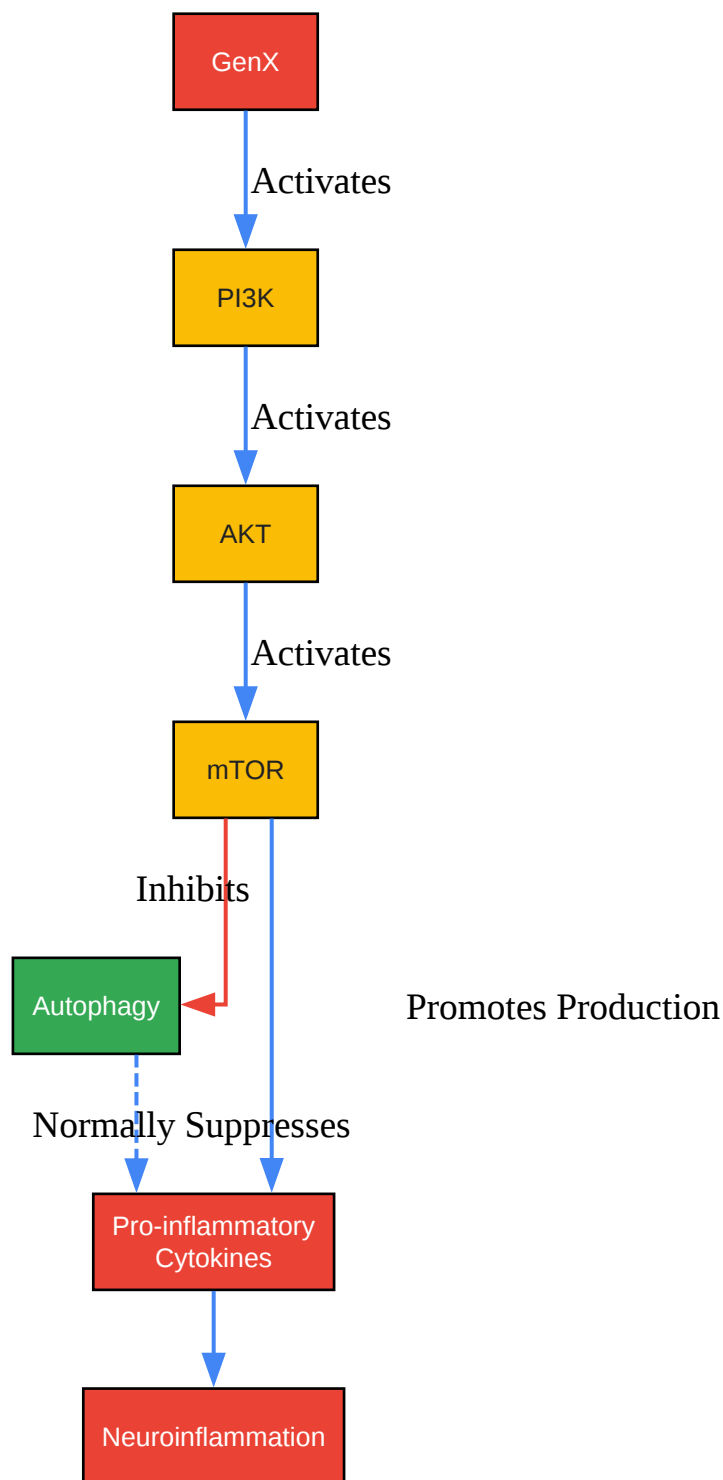 GenX
Activates
PI3K
Activates
AKT
Activates
mTOR
Inhibits
Autophagy
Promotes Production
Normally Suppresses
Pro-inflammatory
Cytokines
Neuroinflammation